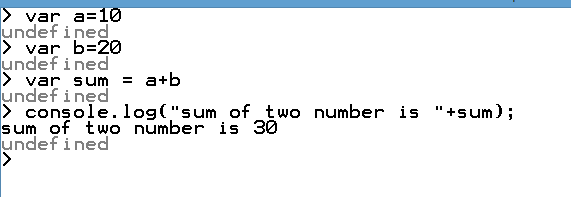 > var a=10
undefined
> var b=20
undefined
> var sum = a+b
undefined
> console.log("sum of two number is "+sum);
sum of two number is 30
undefined
>